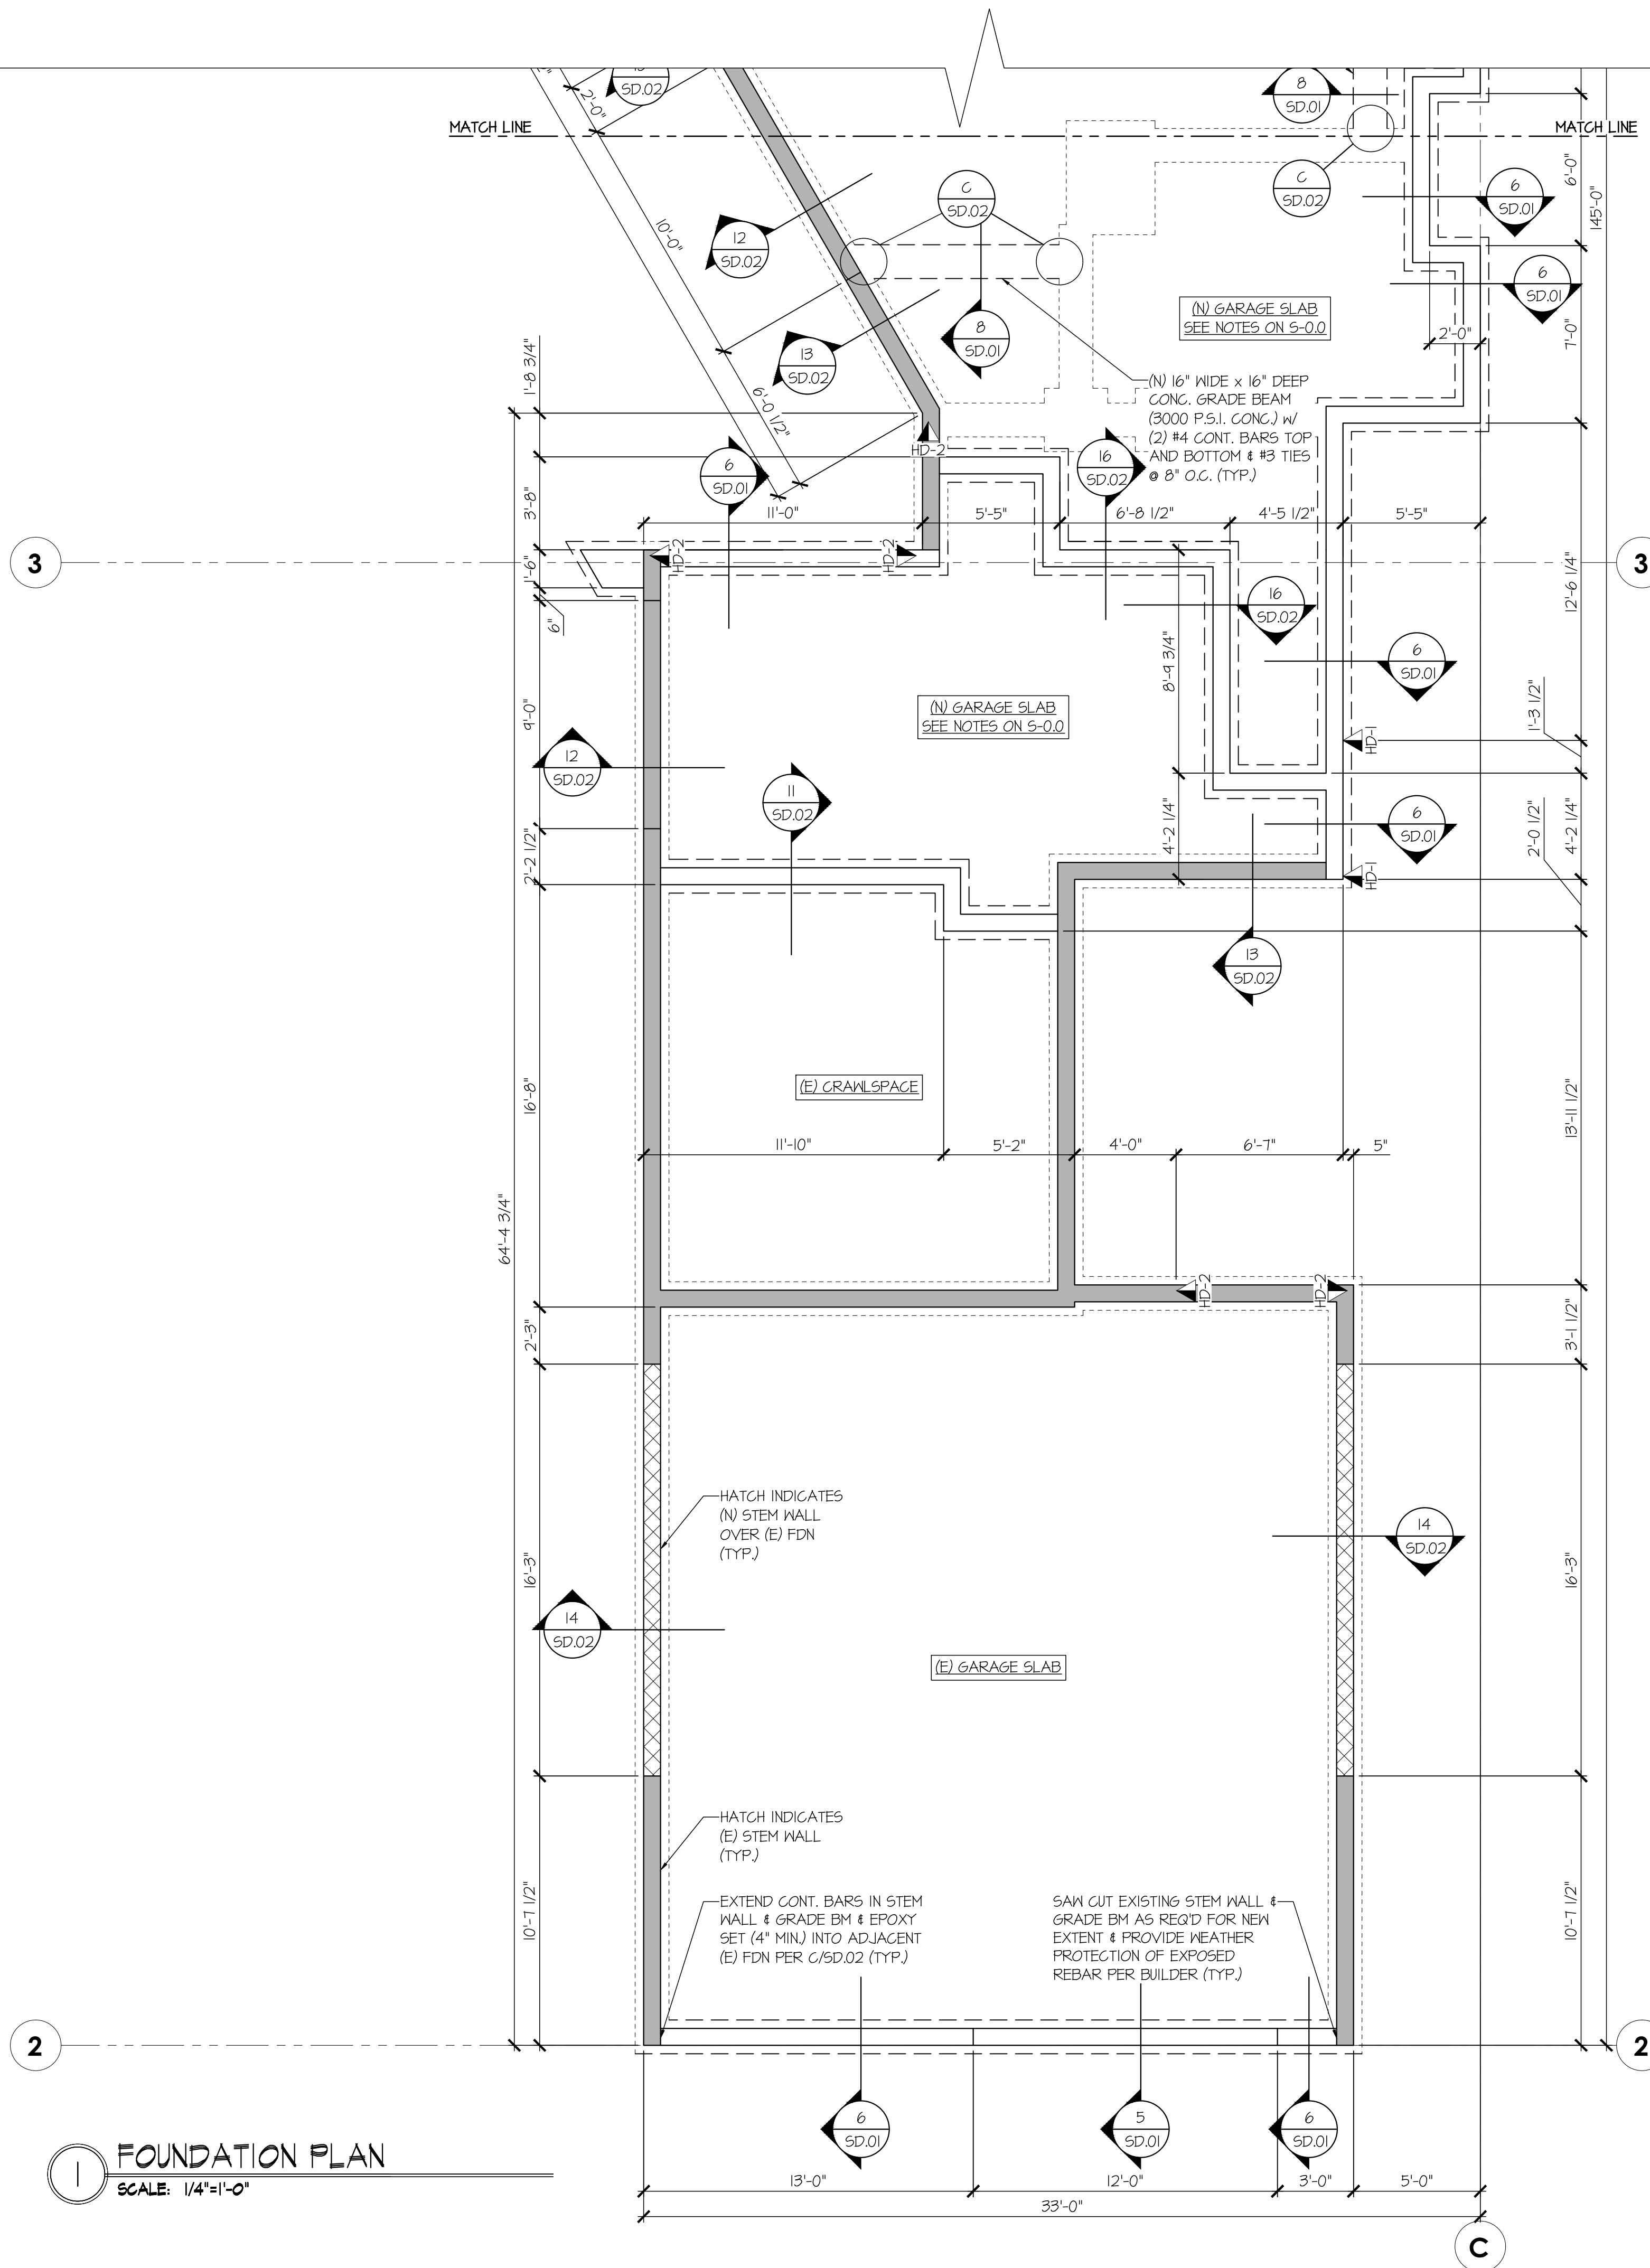 SD.02
2'-0"
8
SD.01
MATCH LINE
MATCH LINE
6'-0"
145'-0"
C
SD.02
C
SD.02
6
SD.01
10'-0"
12
SD.02
6
SD.01
(N) GARAGE SLAB
SEE NOTES ON S-0.0
8
SD.01
2'-0"
7'-0"
13
SD.02
1'-8 3/4"
6'-0 1/2"
(N) 16" WIDE x 16" DEEP
CONC. GRADE BEAM
(3000 P.S.I. CONC.) W/
(2) #4 CONT. BARS TOP
AND BOTTOM & #3 TIES
@ 8" O.C. (TYP.)
HD-2
6
SD.01
16
SD.02
3'-8"
11'-0"
5'-5"
6'-8 1/2"
4'-5 1/2"
5'-5"
3
HD-2
HD-2
3
1'-6"
6"
12'-6 1/4"
16
SD.02
8'-9 3/4"
6
SD.01
9'-0"
(N) GARAGE SLAB
SEE NOTES ON S-0.0
1'-3 1/2"
HD-1
12
SD.02
11
SD.02
6
SD.01
2'-2 1/2"
4'-2 1/4"
2'-0 1/2"
4'-2 1/4"
HD-1
13
SD.02
(E) CRAWLSPACE
16'-8"
13'-11 1/2"
11'-10"
5'-2"
4'-0"
6'-7"
5"
64'-4 3/4"
HD-2
HD-2
2'-3"
3'-1 1/2"
HATCH INDICATES
(N) STEM WALL
OVER (E) FDN
(TYP.)
14
SD.02
16'-3"
16'-3"
14
SD.02
(E) GARAGE SLAB
HATCH INDICATES
(E) STEM WALL
(TYP.)
10'-7 1/2"
10'-7 1/2"
EXTEND CONT. BARS IN STEM
WALL & GRADE BM & EPOXY
SET (4" MIN.) INTO ADJACENT
(E) FDN PER C/SD.02 (TYP.)
SAW CUT EXISTING STEM WALL &
GRADE BM AS REQ'D FOR NEW
EXTENT & PROVIDE WEATHER
PROTECTION OF EXPOSED
REBAR PER BUILDER (TYP.)
2
2
6
SD.01
5
SD.01
6
SD.01
1
FOUNDATION PLAN
SCALE: 1/4"=1'-0"
13'-0"
12'-0"
3'-0"
5'-0"
33'-0"
C